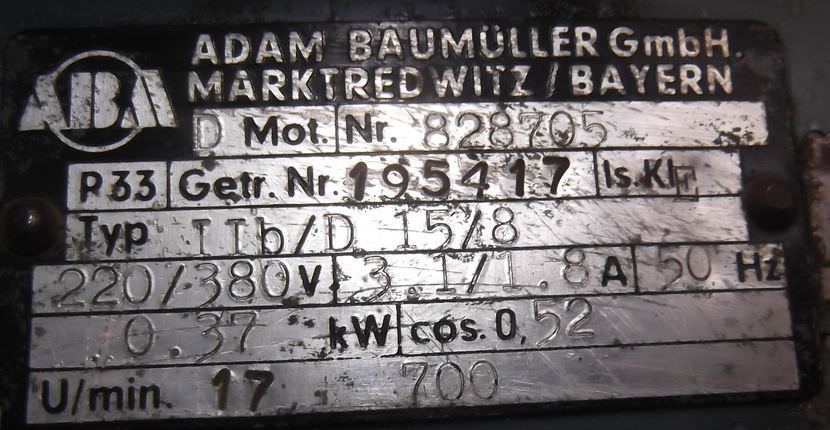 ABA
ADAM BAUMÜLLER GmbH.
MARKTREDWITZ/BAYERN
D Mot. Nr. 828705
P33 Getr. Nr. 195417 Is.Kl. E
Typ IIb/D 15/8
220/380 V 3.1/1.8 A 50 Hz
0.37 kW cos. 0,52
U/min. 17 700